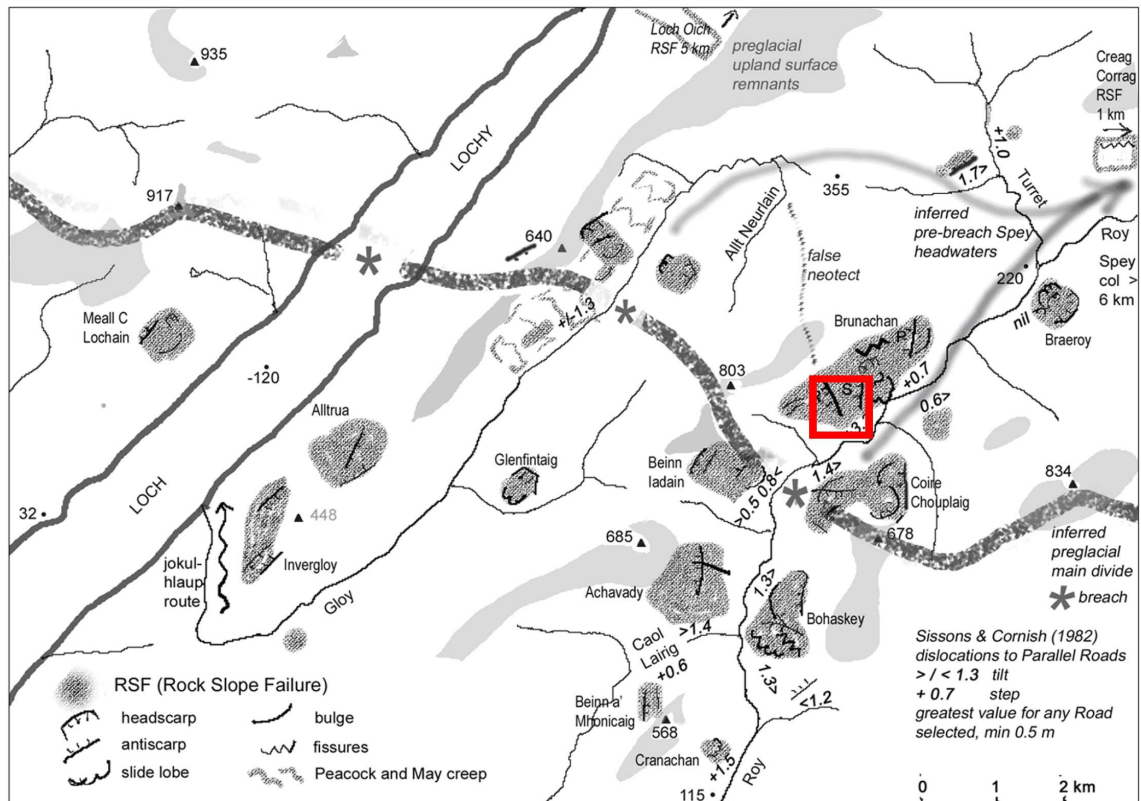 935
Loch Oich
RSF 5 km
preglacial
upland surface
remnants
Creag
Corrag
RSF
1 km
LOCHY
+1.0
1.7>
Turret
917
640
355
Allt Neurlain
inferred
pre-breach Spey
headwaters
Roy
false
neotect
220
Spey
col >
6 km
+/-1.3
Meall C
Lochain
Brunachan
P
nil
Braeroy
-120
803
+0.7
S
0.6>
Alltrua
Glenfintaig
Beinn
Iadain
>0.5 0.8<
1.4>
Coire
Chouplaig
834
LOCH
32
448
685
678
inferred
preglacial
main divide
breach
jokul-
hlaup
route
Invergloy
Gloy
Achavady
1.3>
Bohaskey
Caol
Lairig
>1.4
+0.6
1.3>
<1.2
Sissons & Cornish (1982)
dislocations to Parallel Roads
> / < 1.3 tilt
+ 0.7 step
greatest value for any Road
selected, min 0.5 m
RSF (Rock Slope Failure)
headscarp
bulge
antiscarp
fissures
slide lobe
Peacock and May creep
Beinn a'
Mhonicaig
568
Cranachan
+1.5
Roy
115
0 1 2 km